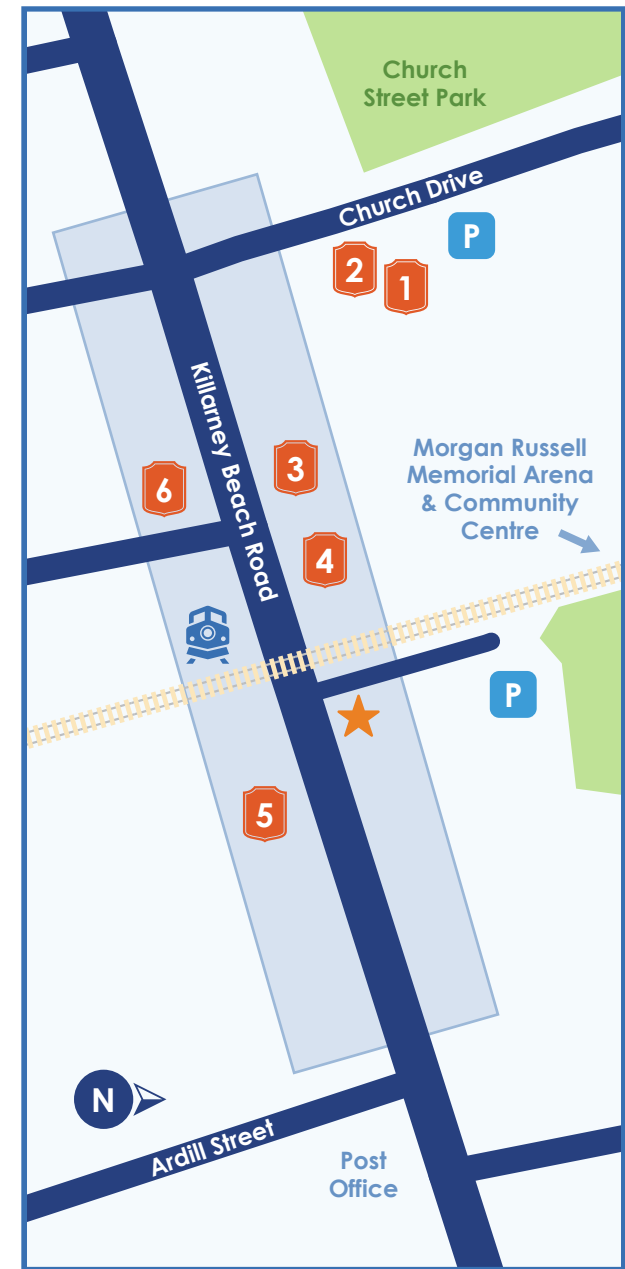 Church
Street Park
Church Drive
P
2
1
Killarney Beach Road
3
6
Morgan Russell
Memorial Arena
& Community
Centre
4
P
5
N
Ardill Street
Post
Office